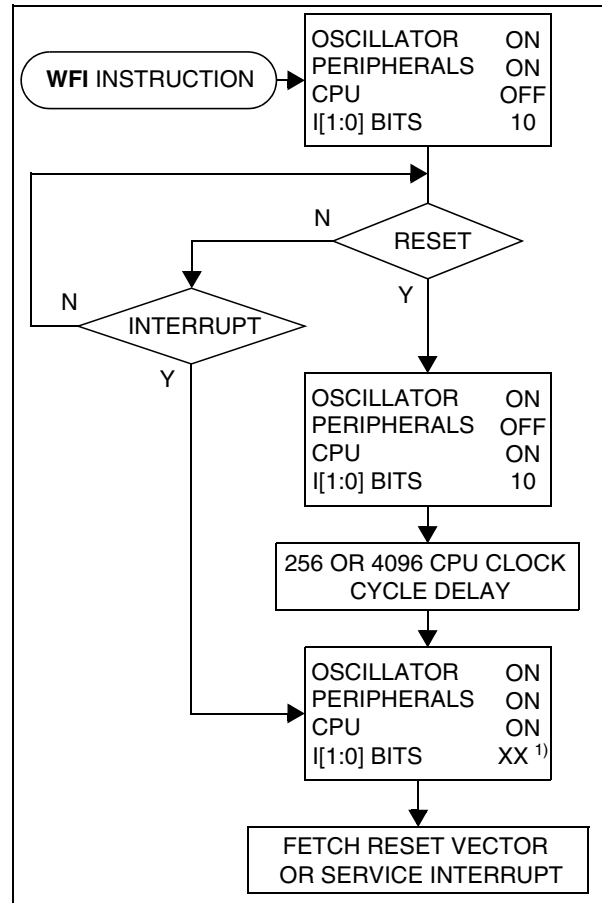 WFI INSTRUCTION
OSCILLATOR ON
PERIPHERALS ON
CPU OFF
I[1:0] BITS 10
N
RESET
Y
N
INTERRUPT
Y
OSCILLATOR ON
PERIPHERALS OFF
CPU ON
I[1:0] BITS 10
256 OR 4096 CPU CLOCK
CYCLE DELAY
OSCILLATOR ON
PERIPHERALS ON
CPU ON
I[1:0] BITS XX 1)
FETCH RESET VECTOR
OR SERVICE INTERRUPT